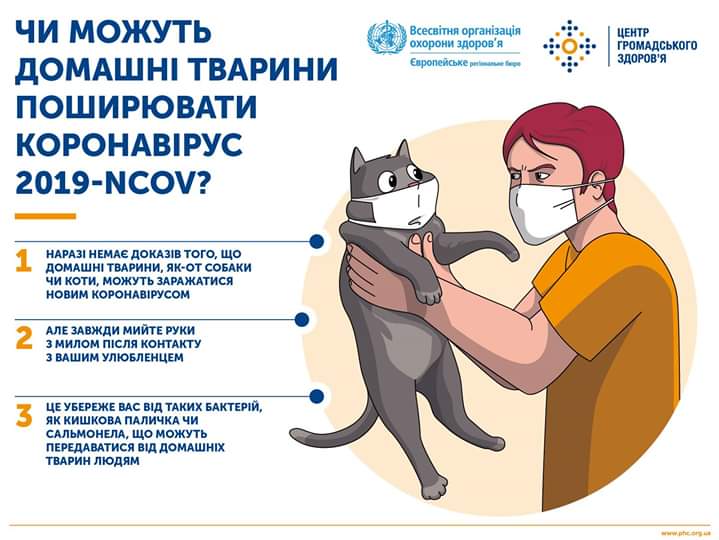 ЧИ МОЖУТЬ
ДОМАШНІ ТВАРИНИ
ПОШИРЮВАТИ
КОРОНАВІРУС
2019-NCOV?
Всесвітня організація
охорони здоров'я
Європейське регіональне бюро
ЦЕНТР
ГРОМАДСЬКОГО
ЗДОРОВ'Я
1 НАРАЗІ НЕМАЄ ДОКАЗІВ ТОГО, ЩО
ДОМАШНІ ТВАРИНИ, ЯК-ОТ СОБАКИ
ЧИ КОТИ, МОЖУТЬ ЗАРАЖАТИСЯ
НОВИМ КОРОНАВІРУСОМ
2 АЛЕ ЗАВЖДИ МИЙТЕ РУКИ
З МИЛОМ ПІСЛЯ КОНТАКТУ
З ВАШИМ УЛЮБЛЕНЦЕМ
3 ЦЕ УБЕРЕЖЕ ВАС ВІД ТАКИХ БАКТЕРІЙ,
ЯК КИШКОВА ПАЛИЧКА ЧИ
САЛЬМОНЕЛА, ЩО МОЖУТЬ
ПЕРЕДАВАТИСЯ ВІД ДОМАШНІХ
ТВАРИН ЛЮДЯМ
www.phc.org.ua